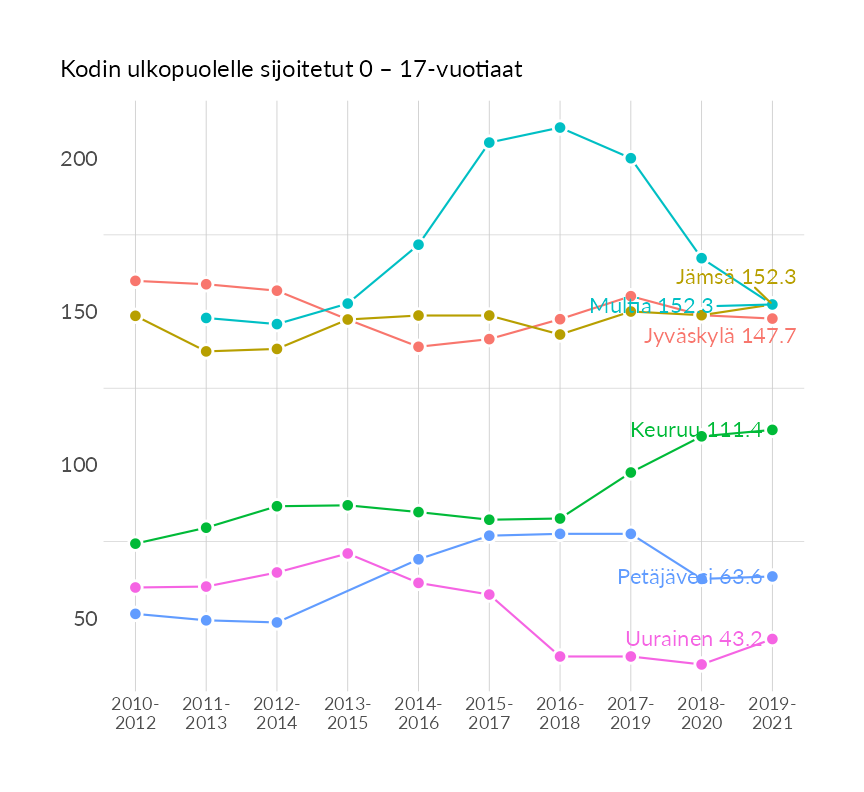 Kodin ulkopuolelle sijoitetut 0 – 17-vuotiaat
200
Jämsä 152.3
Multia 152.3
150
Jyväskylä 147.7
Keuruu 111.4
100
Petäjävesi 63.6
50
Uurainen 43.2
2010- 2011- 2012- 2013- 2014- 2015- 2016- 2017- 2018- 2019-
2012 2013 2014 2015 2016 2017 2018 2019 2020 2021